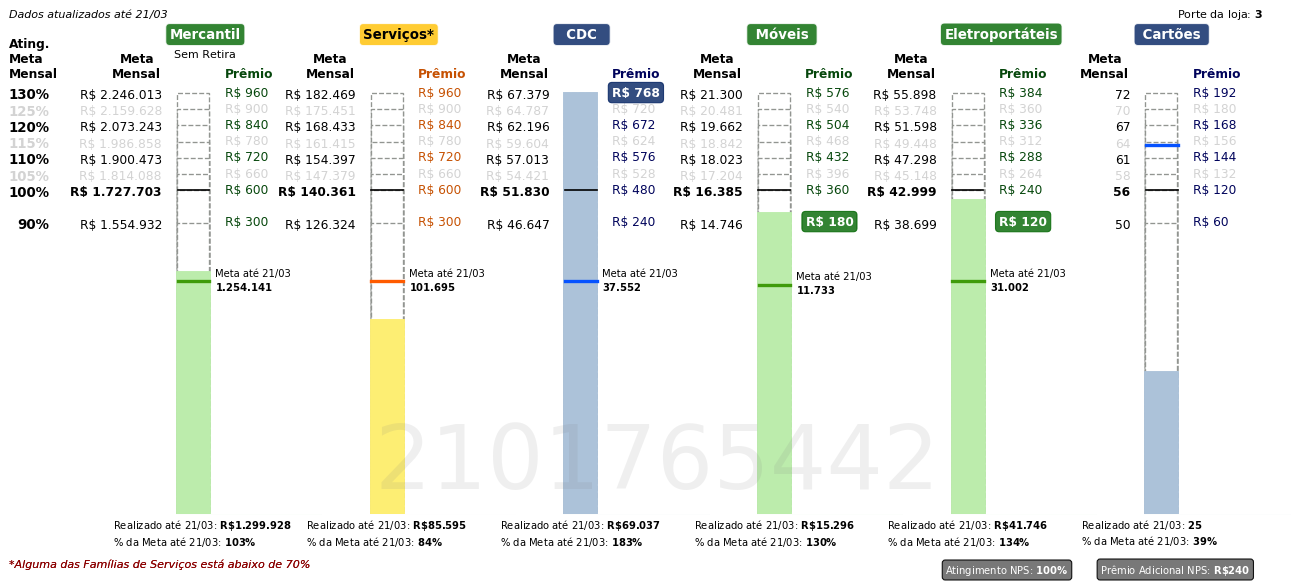 Dados atualizados até 21/03 Porte da loja: 3
Mercantil Serviços* CDC Móveis Eletroportáteis Cartões
Sem Retira
Ating. Meta Mensal Meta Mensal Prêmio Meta Mensal Prêmio Meta Mensal Prêmio Meta Mensal Prêmio Meta Mensal Prêmio Meta Mensal Prêmio
130% R$ 2.246.013 R$ 960 R$ 182.469 R$ 960 R$ 67.379 R$ 768 R$ 21.300 R$ 576 R$ 55.898 R$ 384 72 R$ 192
125% R$ 2.159.628 R$ 900 R$ 175.451 R$ 900 R$ 64.787 R$ 720 R$ 20.481 R$ 540 R$ 53.748 R$ 360 70 R$ 180
120% R$ 2.073.243 R$ 840 R$ 168.433 R$ 840 R$ 62.196 R$ 672 R$ 19.662 R$ 504 R$ 51.598 R$ 336 67 R$ 168
115% R$ 1.986.858 R$ 780 R$ 161.415 R$ 780 R$ 59.604 R$ 624 R$ 18.842 R$ 468 R$ 49.448 R$ 312 64 R$ 156
110% R$ 1.900.473 R$ 720 R$ 154.397 R$ 720 R$ 57.013 R$ 576 R$ 18.023 R$ 432 R$ 47.298 R$ 288 61 R$ 144
105% R$ 1.814.088 R$ 660 R$ 147.379 R$ 660 R$ 54.421 R$ 528 R$ 17.204 R$ 396 R$ 45.148 R$ 264 58 R$ 132
100% R$ 1.727.703 R$ 600 R$ 140.361 R$ 600 R$ 51.830 R$ 480 R$ 16.385 R$ 360 R$ 42.999 R$ 240 56 R$ 120
90% R$ 1.554.932 R$ 300 R$ 126.324 R$ 300 R$ 46.647 R$ 240 R$ 14.746 R$ 180 R$ 38.699 R$ 120 50 R$ 60
Meta até 21/03 Meta até 21/03 Meta até 21/03 Meta até 21/03 Meta até 21/03
1.254.141 101.695 37.552 11.733 31.002
2101765442
Realizado até 21/03: R$1.299.928 Realizado até 21/03: R$85.595 Realizado até 21/03: R$69.037 Realizado até 21/03: R$15.296 Realizado até 21/03: R$41.746 Realizado até 21/03: 25
% da Meta até 21/03: 103% % da Meta até 21/03: 84% % da Meta até 21/03: 183% % da Meta até 21/03: 130% % da Meta até 21/03: 134% % da Meta até 21/03: 39%
*Alguma das Famílias de Serviços está abaixo de 70% Atingimento NPS: 100% Prêmio Adicional NPS: R$240